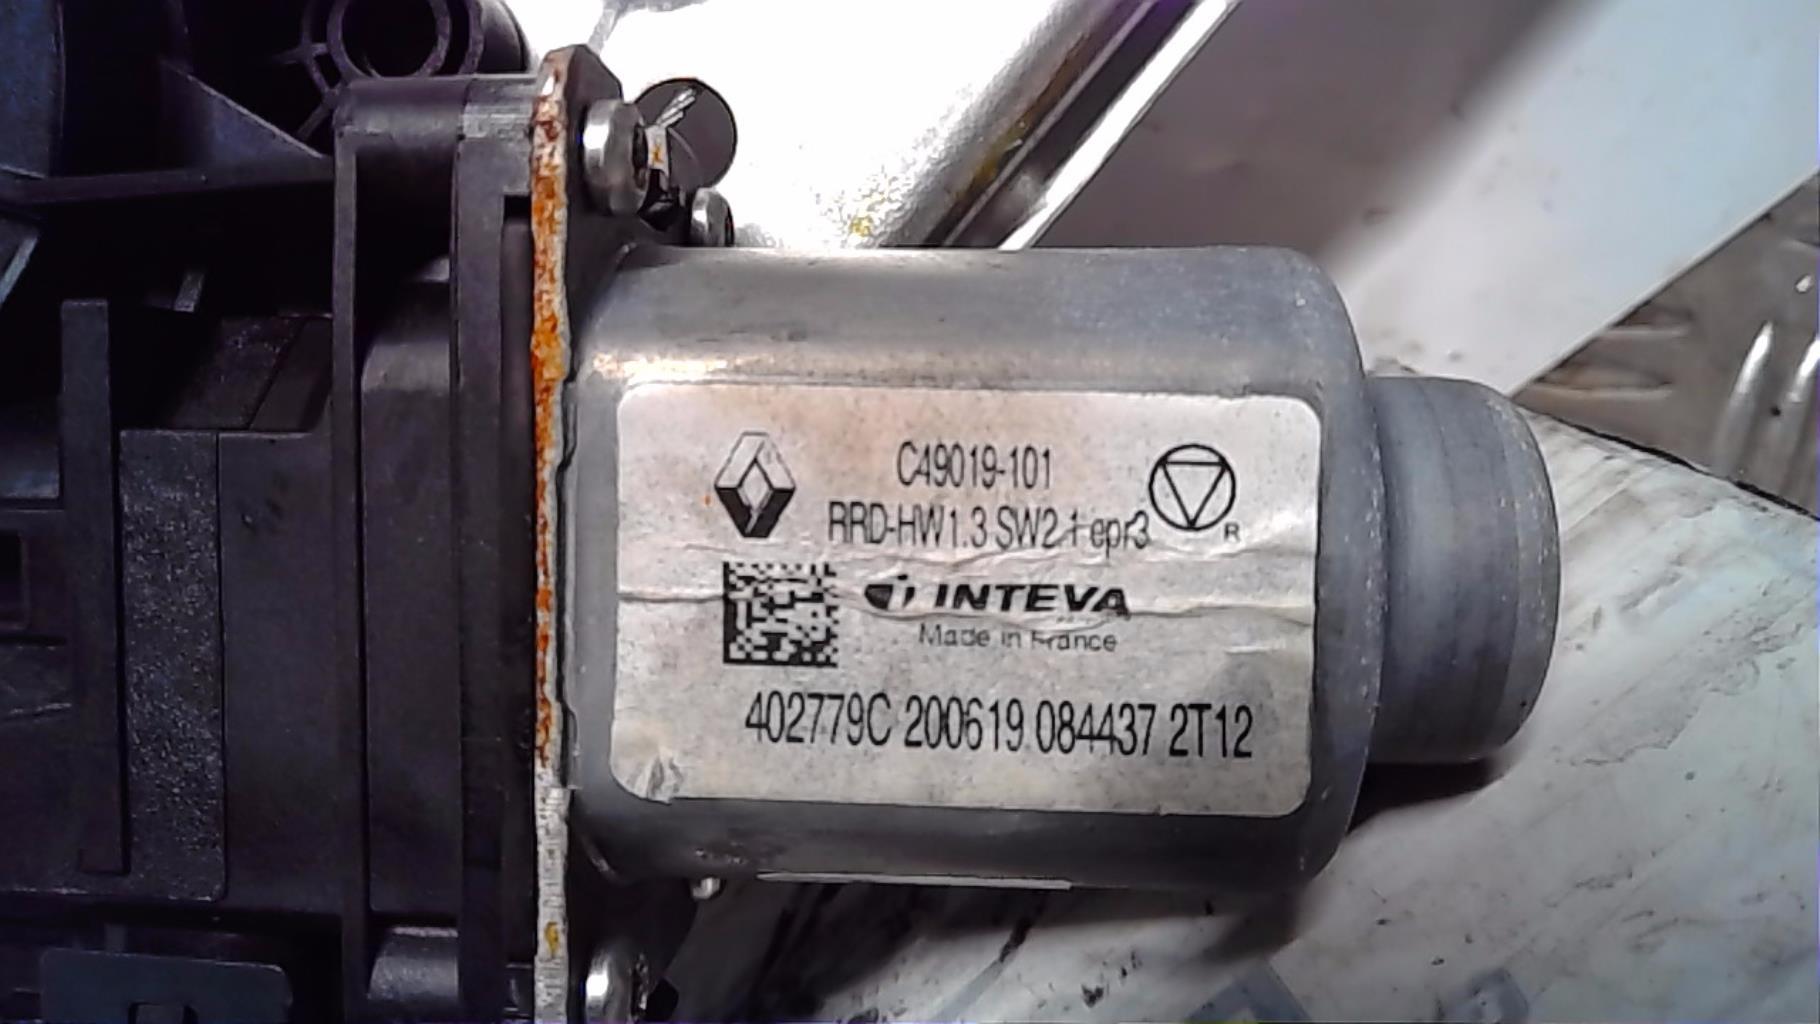 C49019-101
RRD-HW1.3 SW2.1 epr3
R
INTEVA
Made in France
402779C 200619 084437 2T12